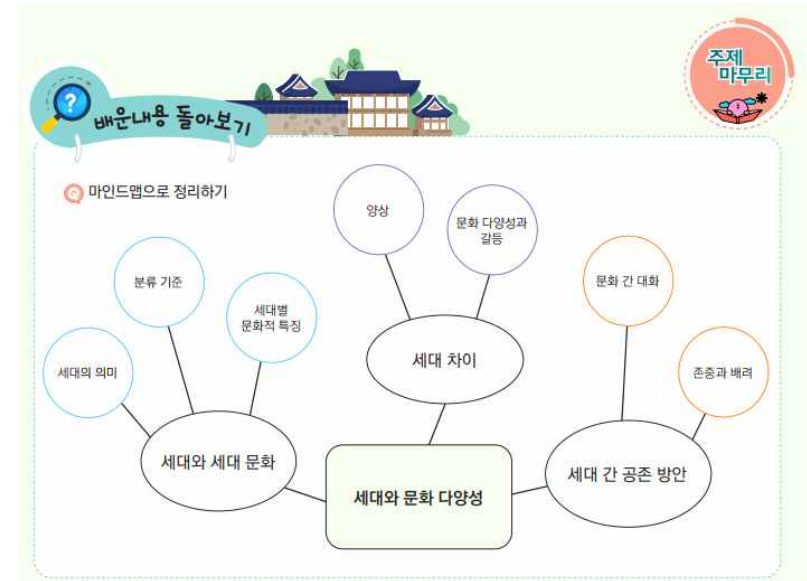 주제
마무리
?
배운내용 돌아보기
Q 마인드맵으로 정리하기
양상
문화 다양성과
갈등
분류 기준
문화 간 대화
세대별
문화적 특징
세대의 의미
세대 차이
존중과 배려
세대와 세대 문화
세대 간 공존 방안
세대와 문화 다양성